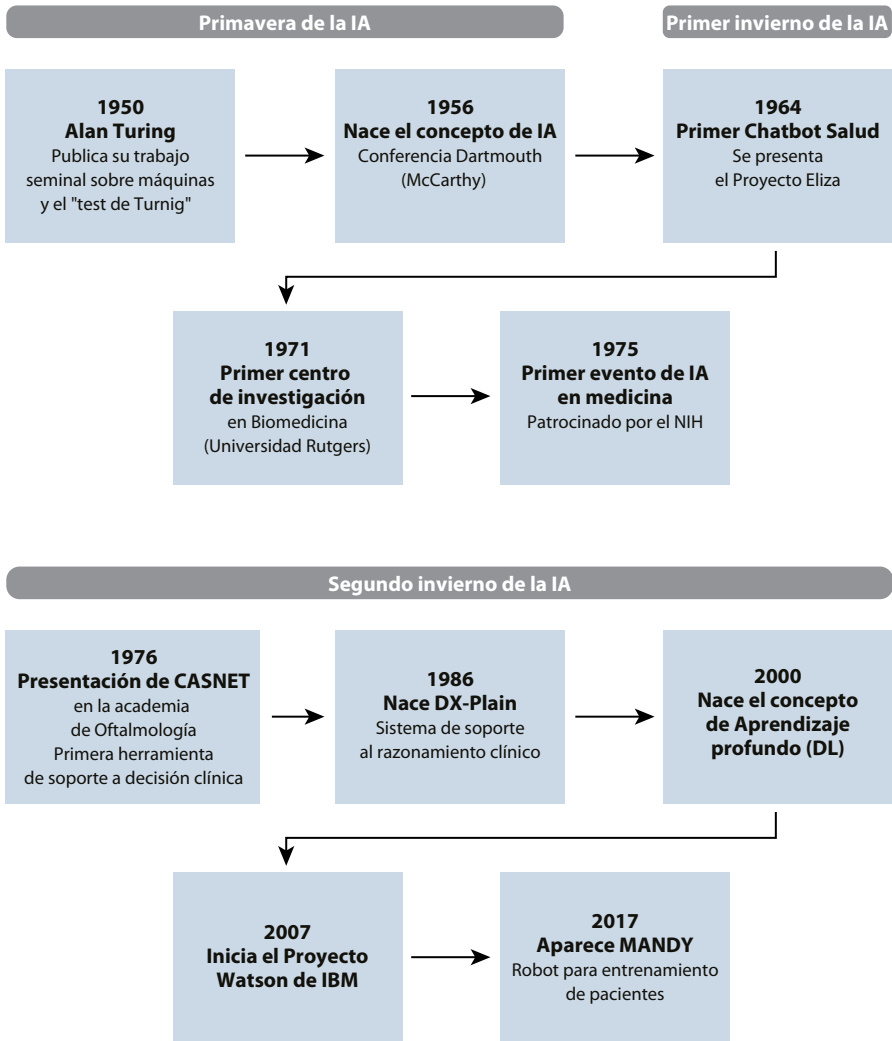 Primavera de la IA
Primer invierno de la IA
1950
Alan Turing
Publica su trabajo
seminal sobre máquinas
y el "test de Turnig"
1956
Nace el concepto de IA
Conferencia Dartmouth
(McCarthy)
1964
Primer Chatbot Salud
Se presenta
el Proyecto Eliza
1971
Primer centro
de investigación
en Biomedicina
(Universidad Rutgers)
1975
Primer evento de IA
en medicina
Patrocinado por el NIH
Segundo invierno de la IA
1976
Presentación de CASNET
en la academia
de Oftalmología
Primera herramienta
de soporte a decisión clínica
1986
Nace DX-Plain
Sistema de soporte
al razonamiento clínico
2000
Nace el concepto
de Aprendizaje
profundo (DL)
2007
Inicia el Proyecto
Watson de IBM
2017
Aparece MANDY
Robot para entrenamiento
de pacientes